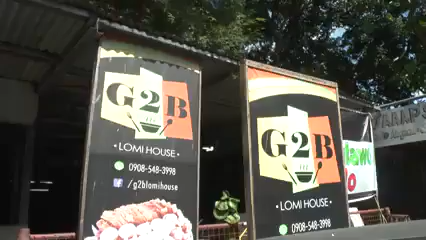 G2B
· LOMI HOUSE ·
0908-548-3998
/g2blomihouse
G2B
· LOMI HOUSE ·
0908-548-3998